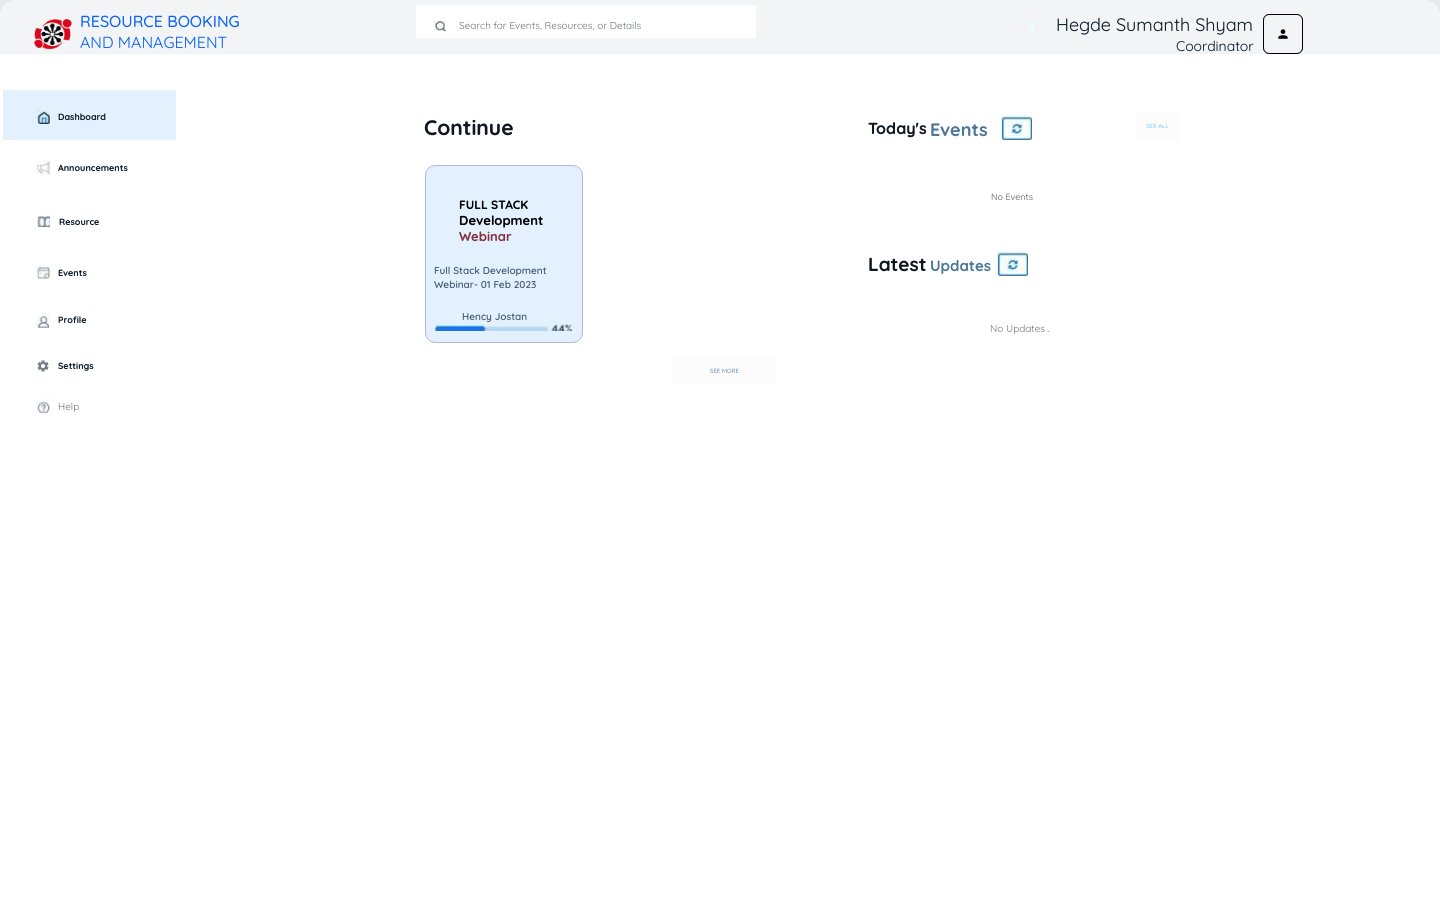 RESOURCE BOOKING
AND MANAGEMENT
Search for Events, Resources, or Details
Hegde Sumanth Shyam
Coordinator
Dashboard
Announcements
Resource
Events
Profile
Settings
Help
Continue
FULL STACK
Development
Webinar
Full Stack Development
Webinar- 01 Feb 2023
Hency Jostan
44%
SEE MORE
Today's Events
SEE ALL
No Events
Latest Updates
No Updates .